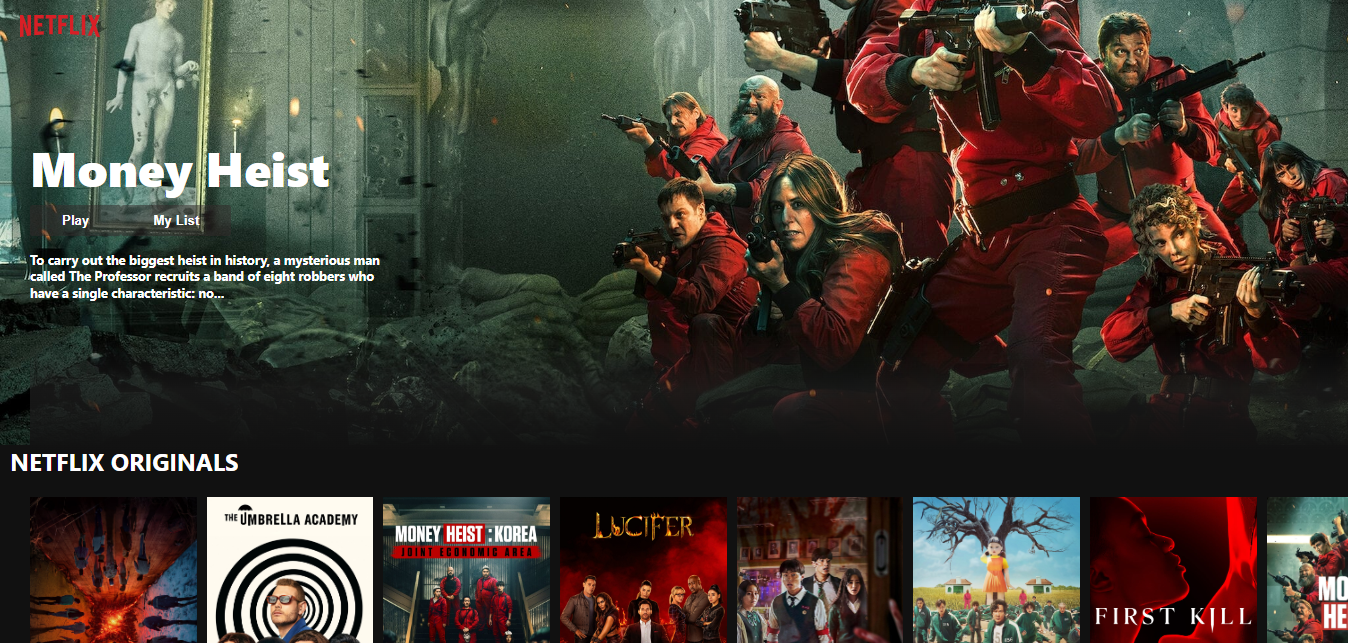 NETFLIX
Money Heist
Play
My List
To carry out the biggest heist in history, a mysterious man
called The Professor recruits a band of eight robbers who
have a single characteristic: no...
NETFLIX ORIGINALS
THE UMBRELLA ACADEMY
MONEY HEIST : KOREA
JOINT ECONOMIC AREA
LUCIFER
FIRST KILL
MO
HE